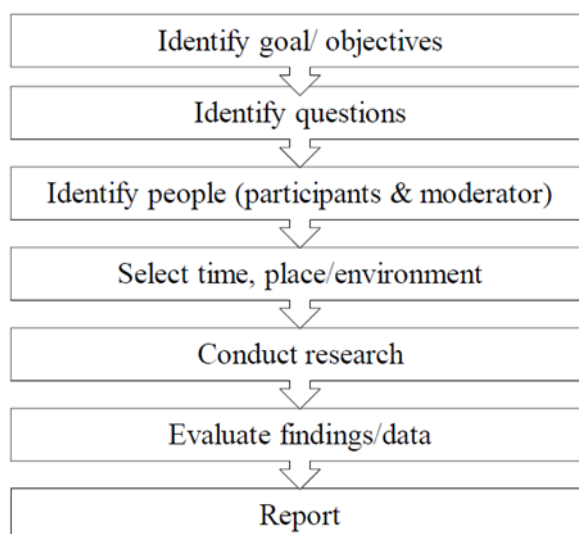 Identify goal/ objectives
Identify questions
Identify people (participants & moderator)
Select time, place/environment
Conduct research
Evaluate findings/data
Report